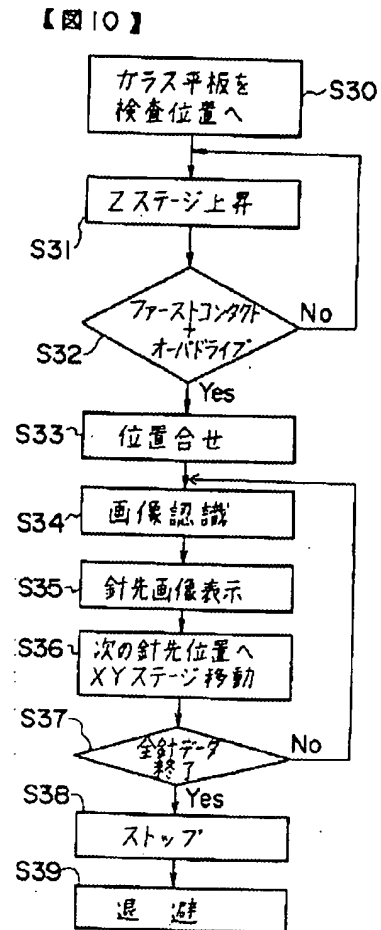 【図10】
ガラス平板を
検査位置へ
S30
Zステージ上昇
S31
ファーストコンタクト
+
オーバドライブ
No
S32
Yes
S33
位置合せ
S34
画像認識
S35
針先画像表示
S36
次の針先位置へ
XYステージ移動
S37
全針データ
終了
No
Yes
S38
ストップ
S39
退避